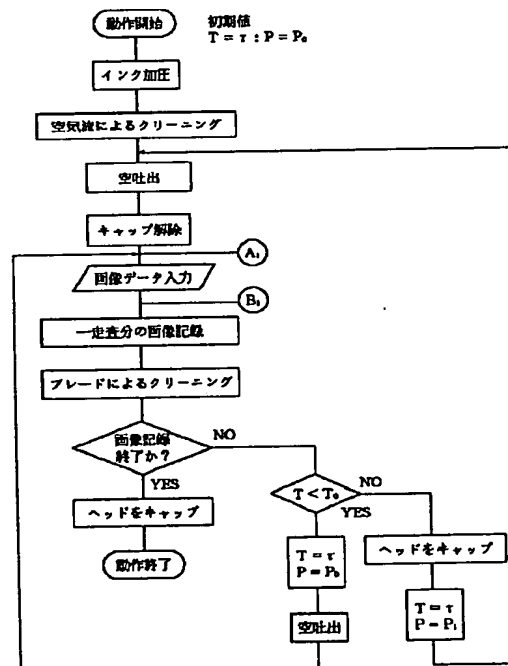 動作開始
初期値
T = τ : P = P₀
インク加圧
空気流によるクリーニング
空吐出
キャップ解除
A₁
画像データ入力
B₁
一走査分の画像記録
ブレードによるクリーニング
画像記録
終了か?
NO
YES
T < T₀
NO
YES
ヘッドをキャップ
ヘッドをキャップ
動作終了
T = τ
P = P_b
空吐出
T = τ
P = P₁